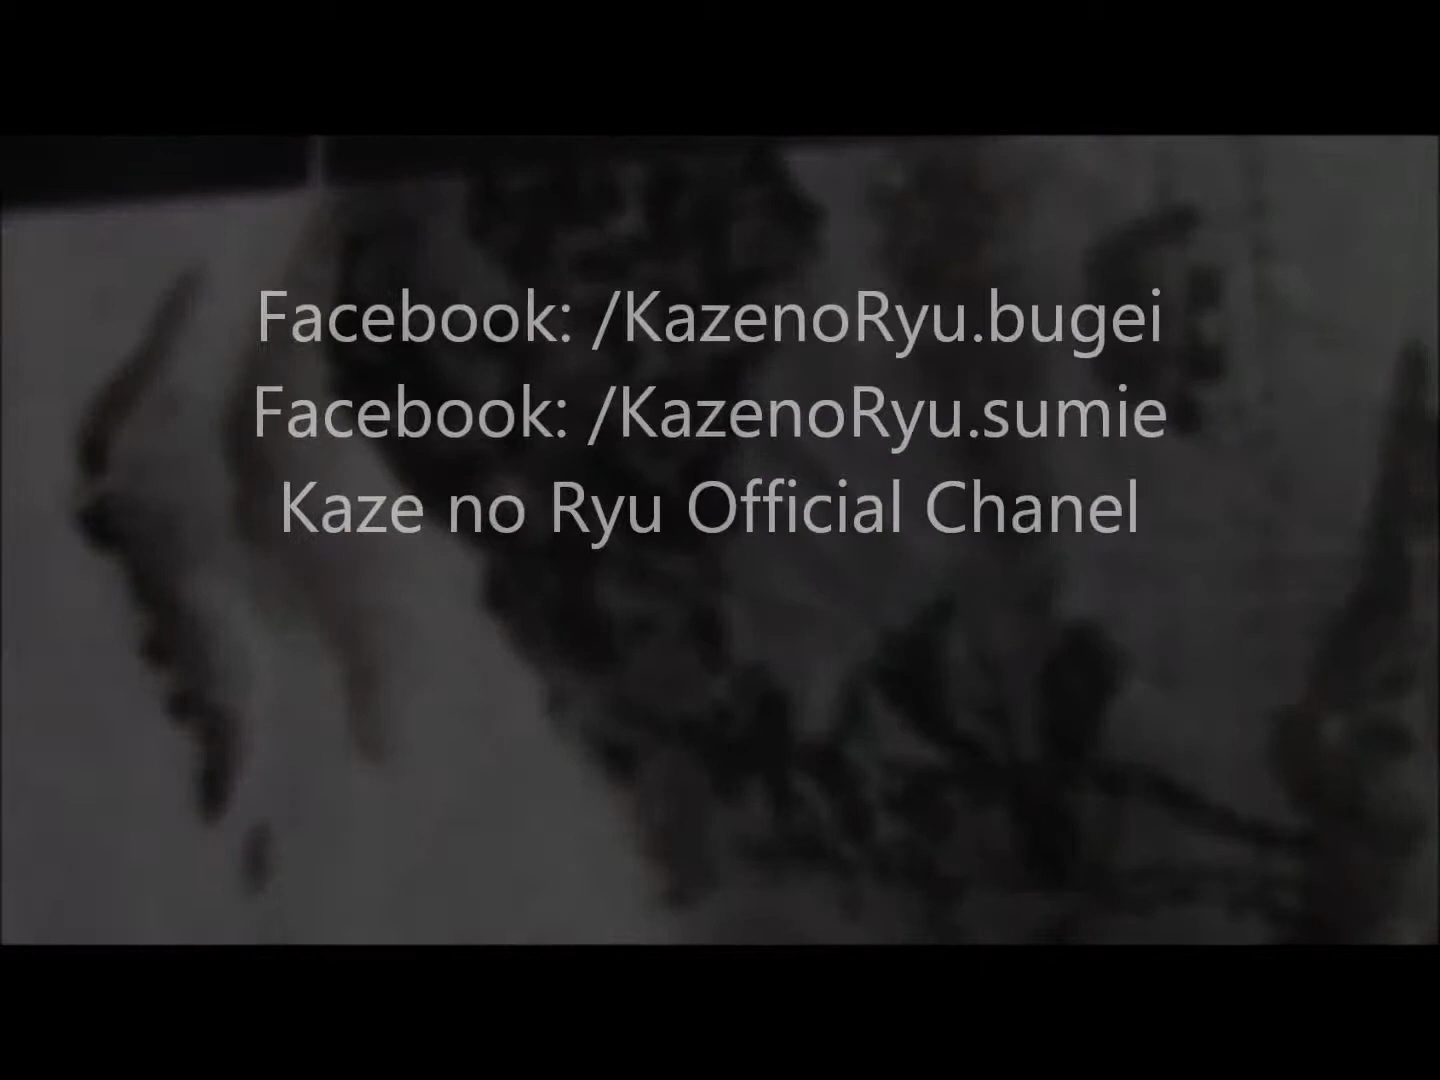 Facebook: /KazenoRyu.bugei
Facebook: /KazenoRyu.sumie
Kaze no Ryu Official Chanel